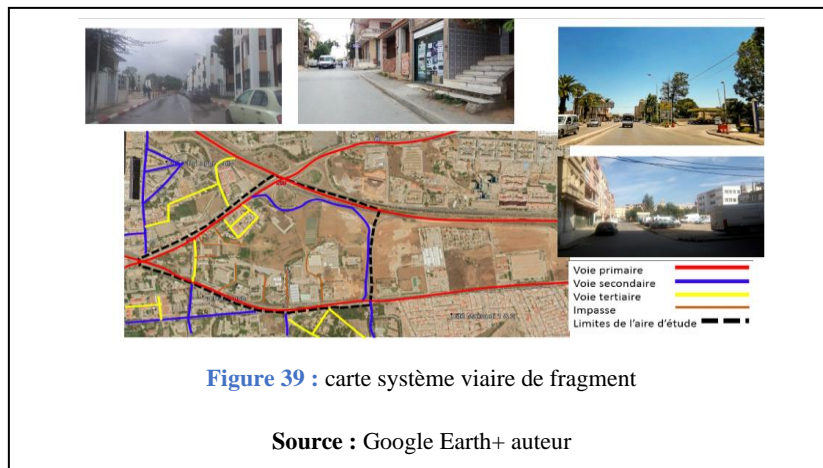 Voie primaire
Voie secondaire
Voie tertiaire
Impasse
Limites de l'aire d'étude
Figure 39 : carte système viaire de fragment
Source : Google Earth+ auteur